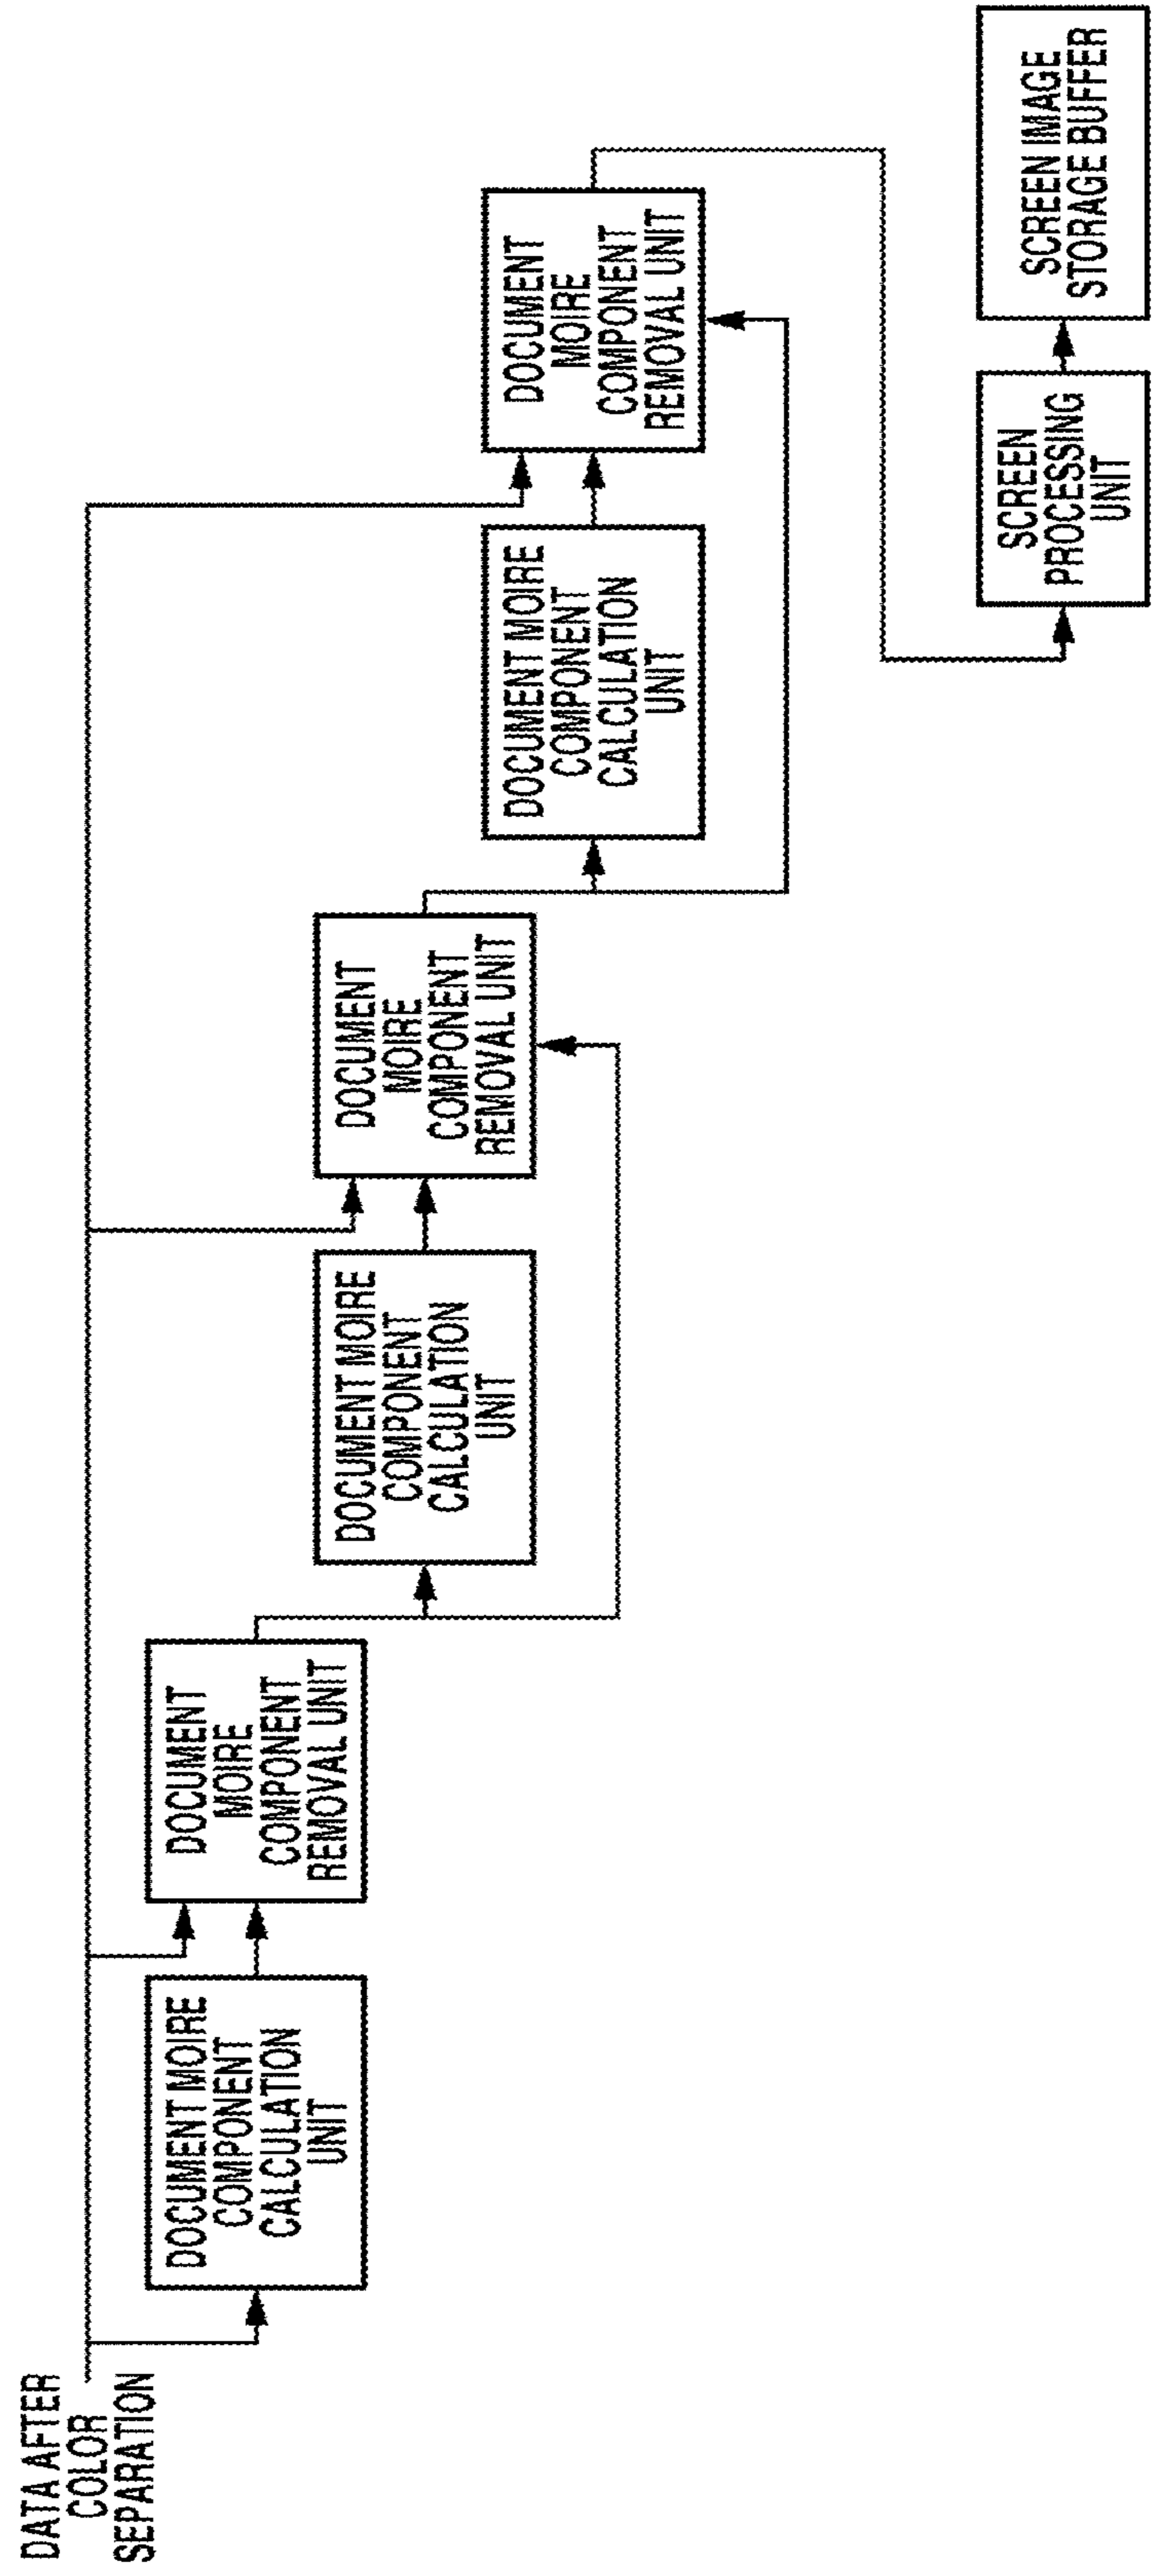 DATA AFTER
COLOR
SEPARATION
DOCUMENT MOIRE
COMPONENT
CALCULATION
UNIT
DOCUMENT
MOIRE
COMPONENT
REMOVAL UNIT
DOCUMENT MOIRE
COMPONENT
CALCULATION
UNIT
DOCUMENT
MOIRE
COMPONENT
REMOVAL UNIT
DOCUMENT MOIRE
COMPONENT
CALCULATION
UNIT
DOCUMENT
MOIRE
COMPONENT
REMOVAL UNIT
SCREEN
PROCESSING
UNIT
SCREEN IMAGE
STORAGE BUFFER